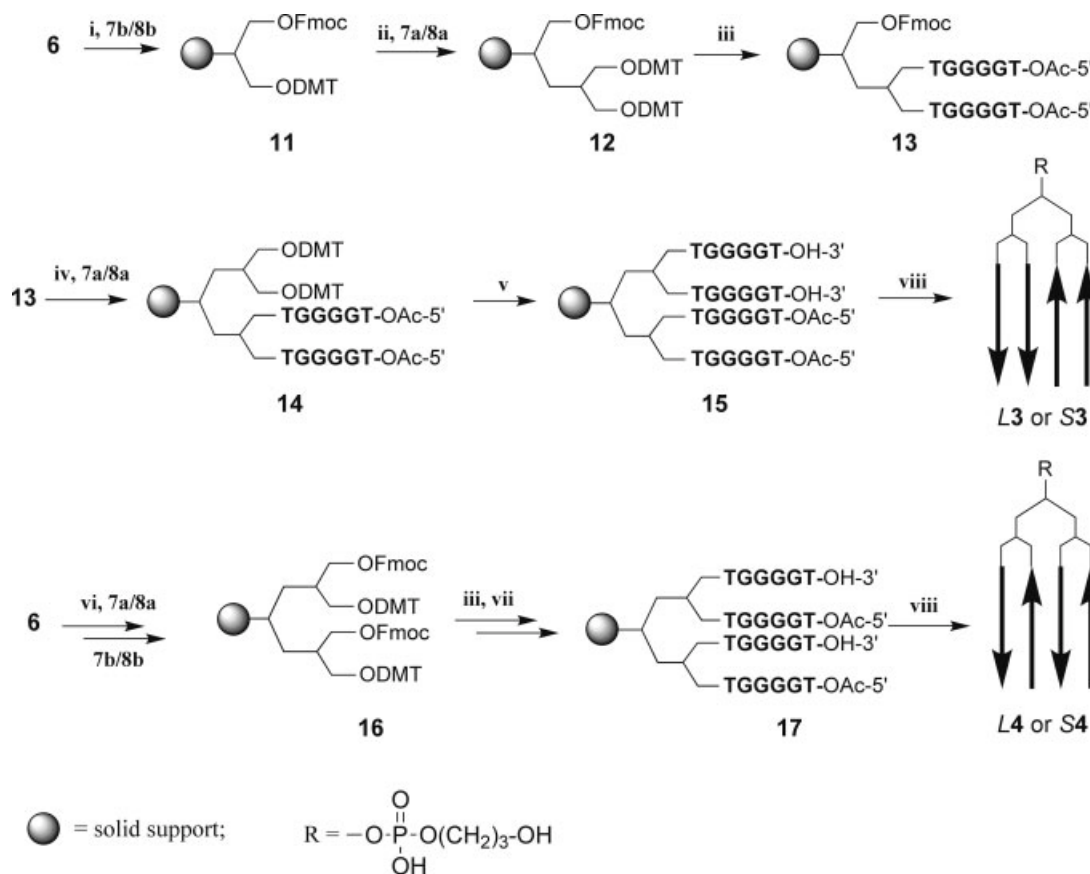 6 i, 7b/8b OFmoc ODMT 11 ii, 7a/8a OFmoc ODMT ODMT 12 iii OFmoc TGGGGT-OAc-5' TGGGGT-OAc-5' 13
13 iv, 7a/8a ODMT ODMT TGGGGT-OAc-5' TGGGGT-OAc-5' 14 v TGGGGT-OH-3' TGGGGT-OH-3' TGGGGT-OAc-5' TGGGGT-OAc-5' 15 viii R L3 or S3
6 vi, 7a/8a 7b/8b OFmoc ODMT OFmoc ODMT 16 iii, vii TGGGGT-OH-3' TGGGGT-OAc-5' TGGGGT-OH-3' TGGGGT-OAc-5' 17 viii R L4 or S4
= solid support; R = –O-P-O(CH2)3-OH O OH